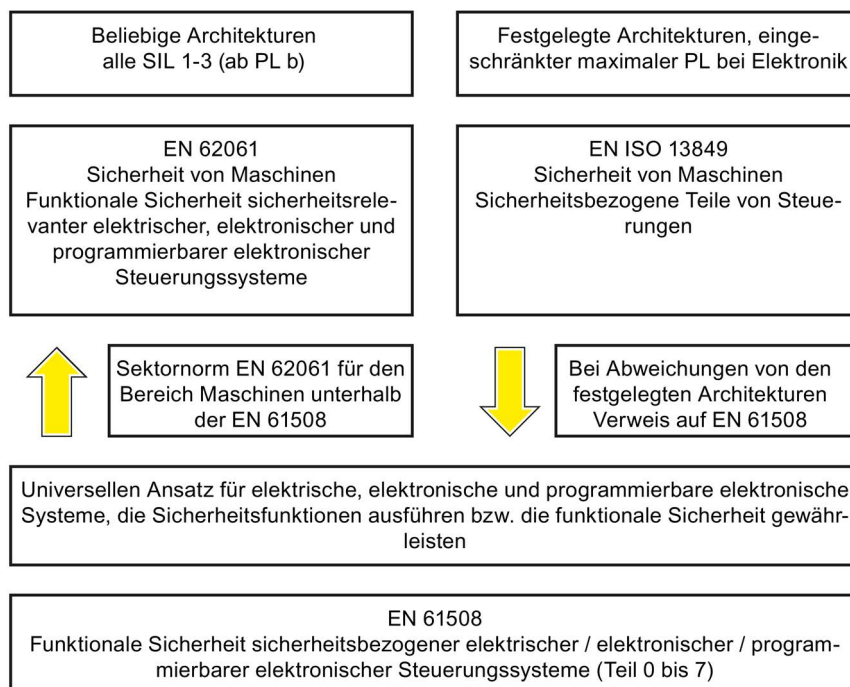 Beliebige Architekturen
alle SIL 1-3 (ab PL b)
Festgelegte Architekturen, einge-
schränkter maximaler PL bei Elektronik
EN 62061
Sicherheit von Maschinen
Funktionale Sicherheit sicherheitsrele-
vanter elektrischer, elektronischer und
programmierbarer elektronischer
Steuerungssysteme
EN ISO 13849
Sicherheit von Maschinen
Sicherheitsbezogene Teile von Steue-
rungen
Sektornorm EN 62061 für den
Bereich Maschinen unterhalb
der EN 61508
Bei Abweichungen von den
festgelegten Architekturen
Verweis auf EN 61508
Universellen Ansatz für elektrische, elektronische und programmierbare elektronische
Systeme, die Sicherheitsfunktionen ausführen bzw. die funktionale Sicherheit gewähr-
leisten
EN 61508
Funktionale Sicherheit sicherheitsbezogener elektrischer / elektronischer / program-
mierbarer elektronischer Steuerungssysteme (Teil 0 bis 7)